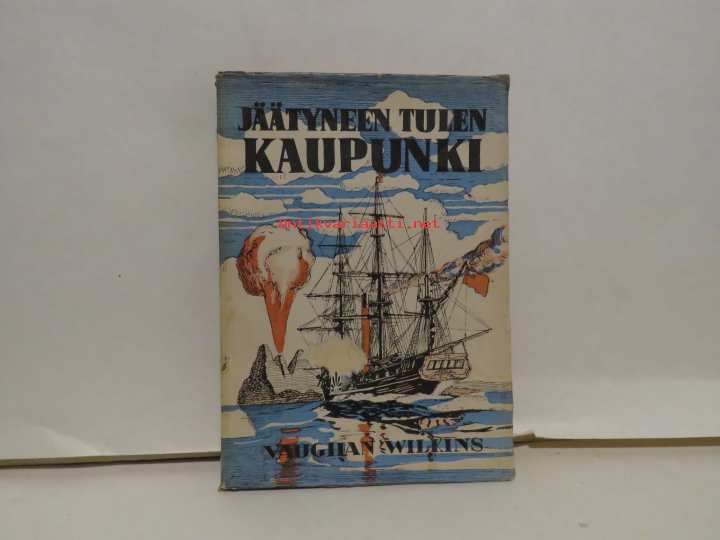 JÄÄTYNEEN TULEN
KAUPUNKI
antikvariaatti.net
VAUGHAN WILKINS